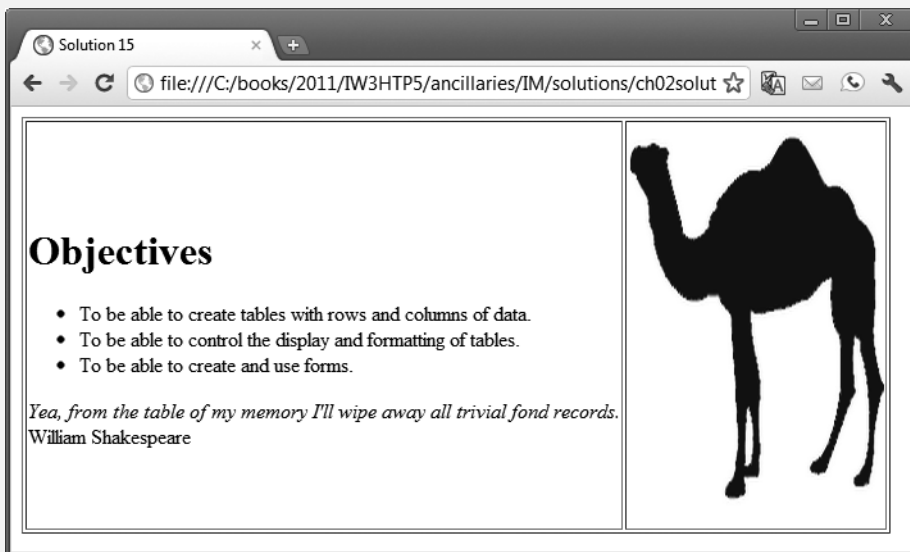 Solution 15
file:///C:/books/2011/IW3HTP5/ancillaries/IM/solutions/ch02solut
Objectives
To be able to create tables with rows and columns of data.
To be able to control the display and formatting of tables.
To be able to create and use forms.
Yea, from the table of my memory I'll wipe away all trivial fond records.
William Shakespeare